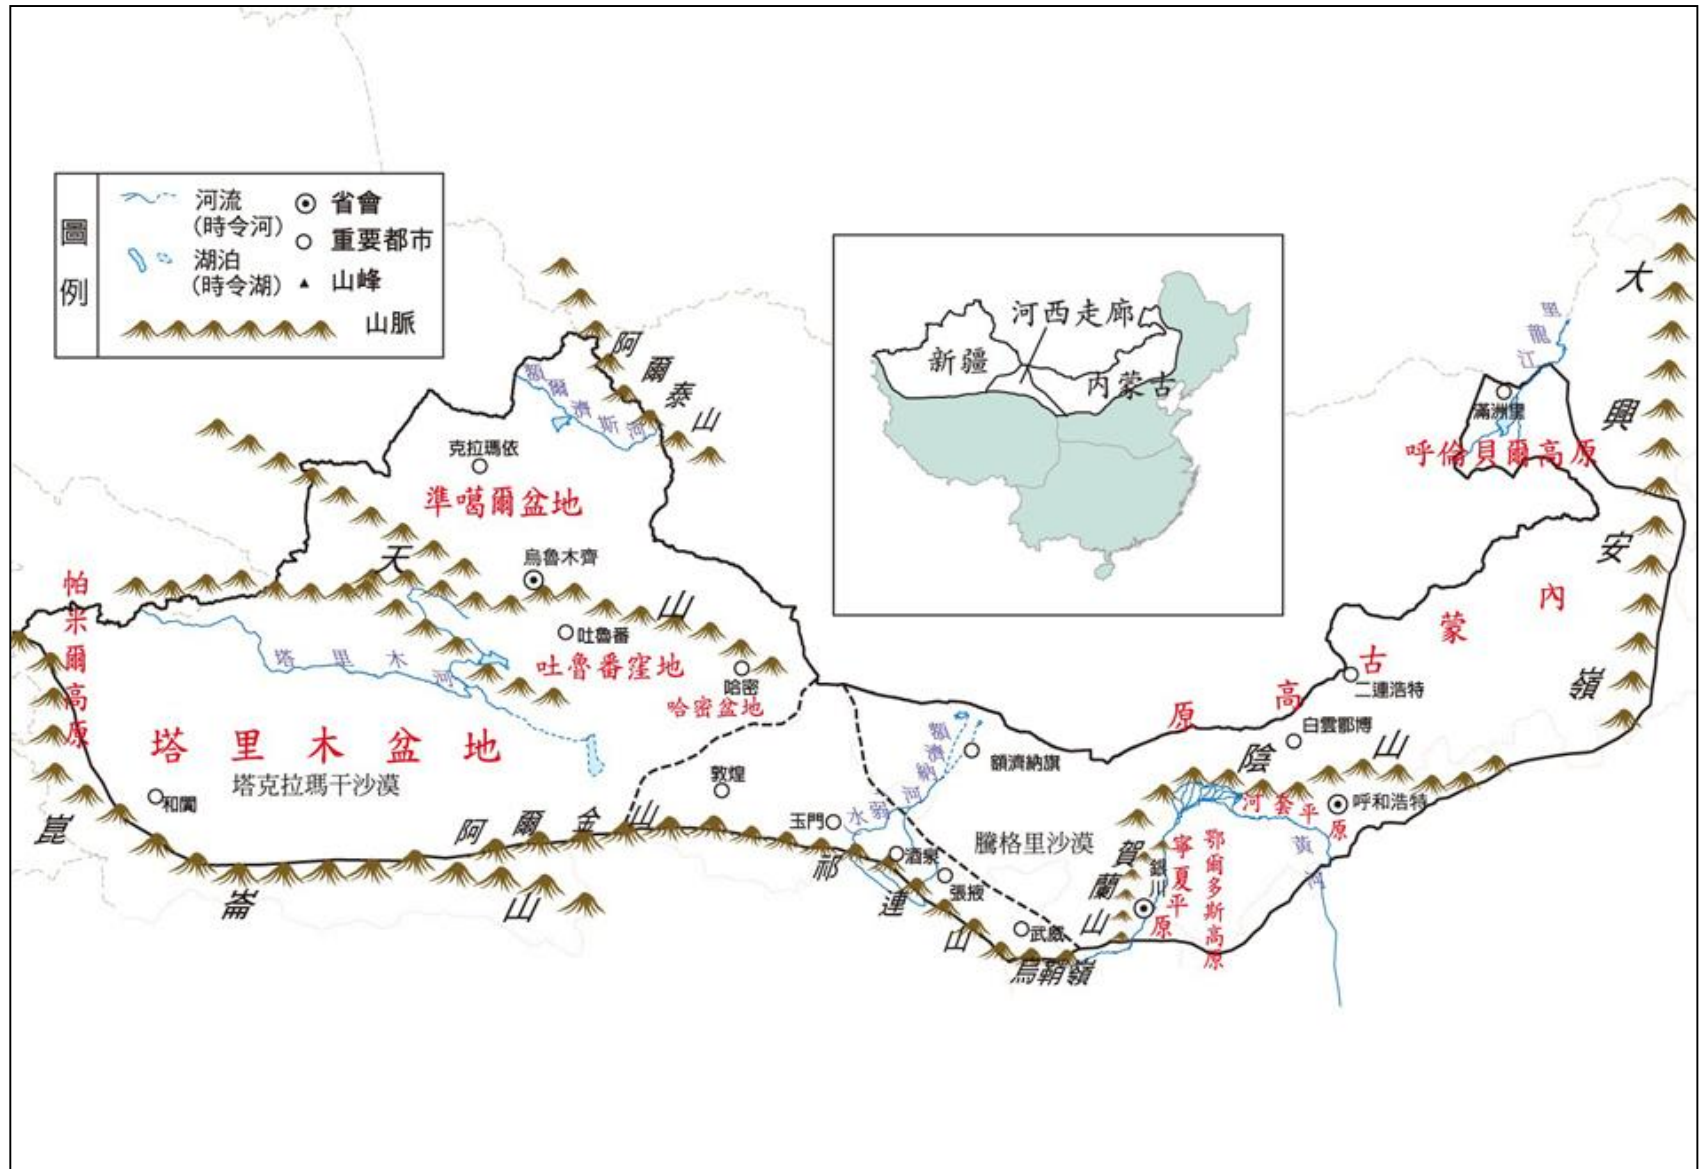 圖例
河流
(時令河)
湖泊
(時令湖)
省會
重要都市
山峰
山脈
河西走廊
新疆
內蒙古
阿爾泰山
額爾濟斯河
克拉瑪依
準噶爾盆地
天山
烏魯木齊
吐魯番
吐魯番窪地
哈密
哈密盆地
帕米爾高原
塔里木河
塔里木盆地
塔克拉瑪干沙漠
和闐
崑崙山
阿爾金山
敦煌
玉門
弱水
額濟納河
額濟納旗
酒泉
張掖
武威
祁連山
烏鞘嶺
騰格里沙漠
賀蘭山
銀川
寧夏平原
鄂爾多斯高原
河套平原
黃河
呼和浩特
陰山
白雲鄂博
二連浩特
內蒙古高原
呼倫貝爾高原
滿洲里
黑龍江
大興安嶺